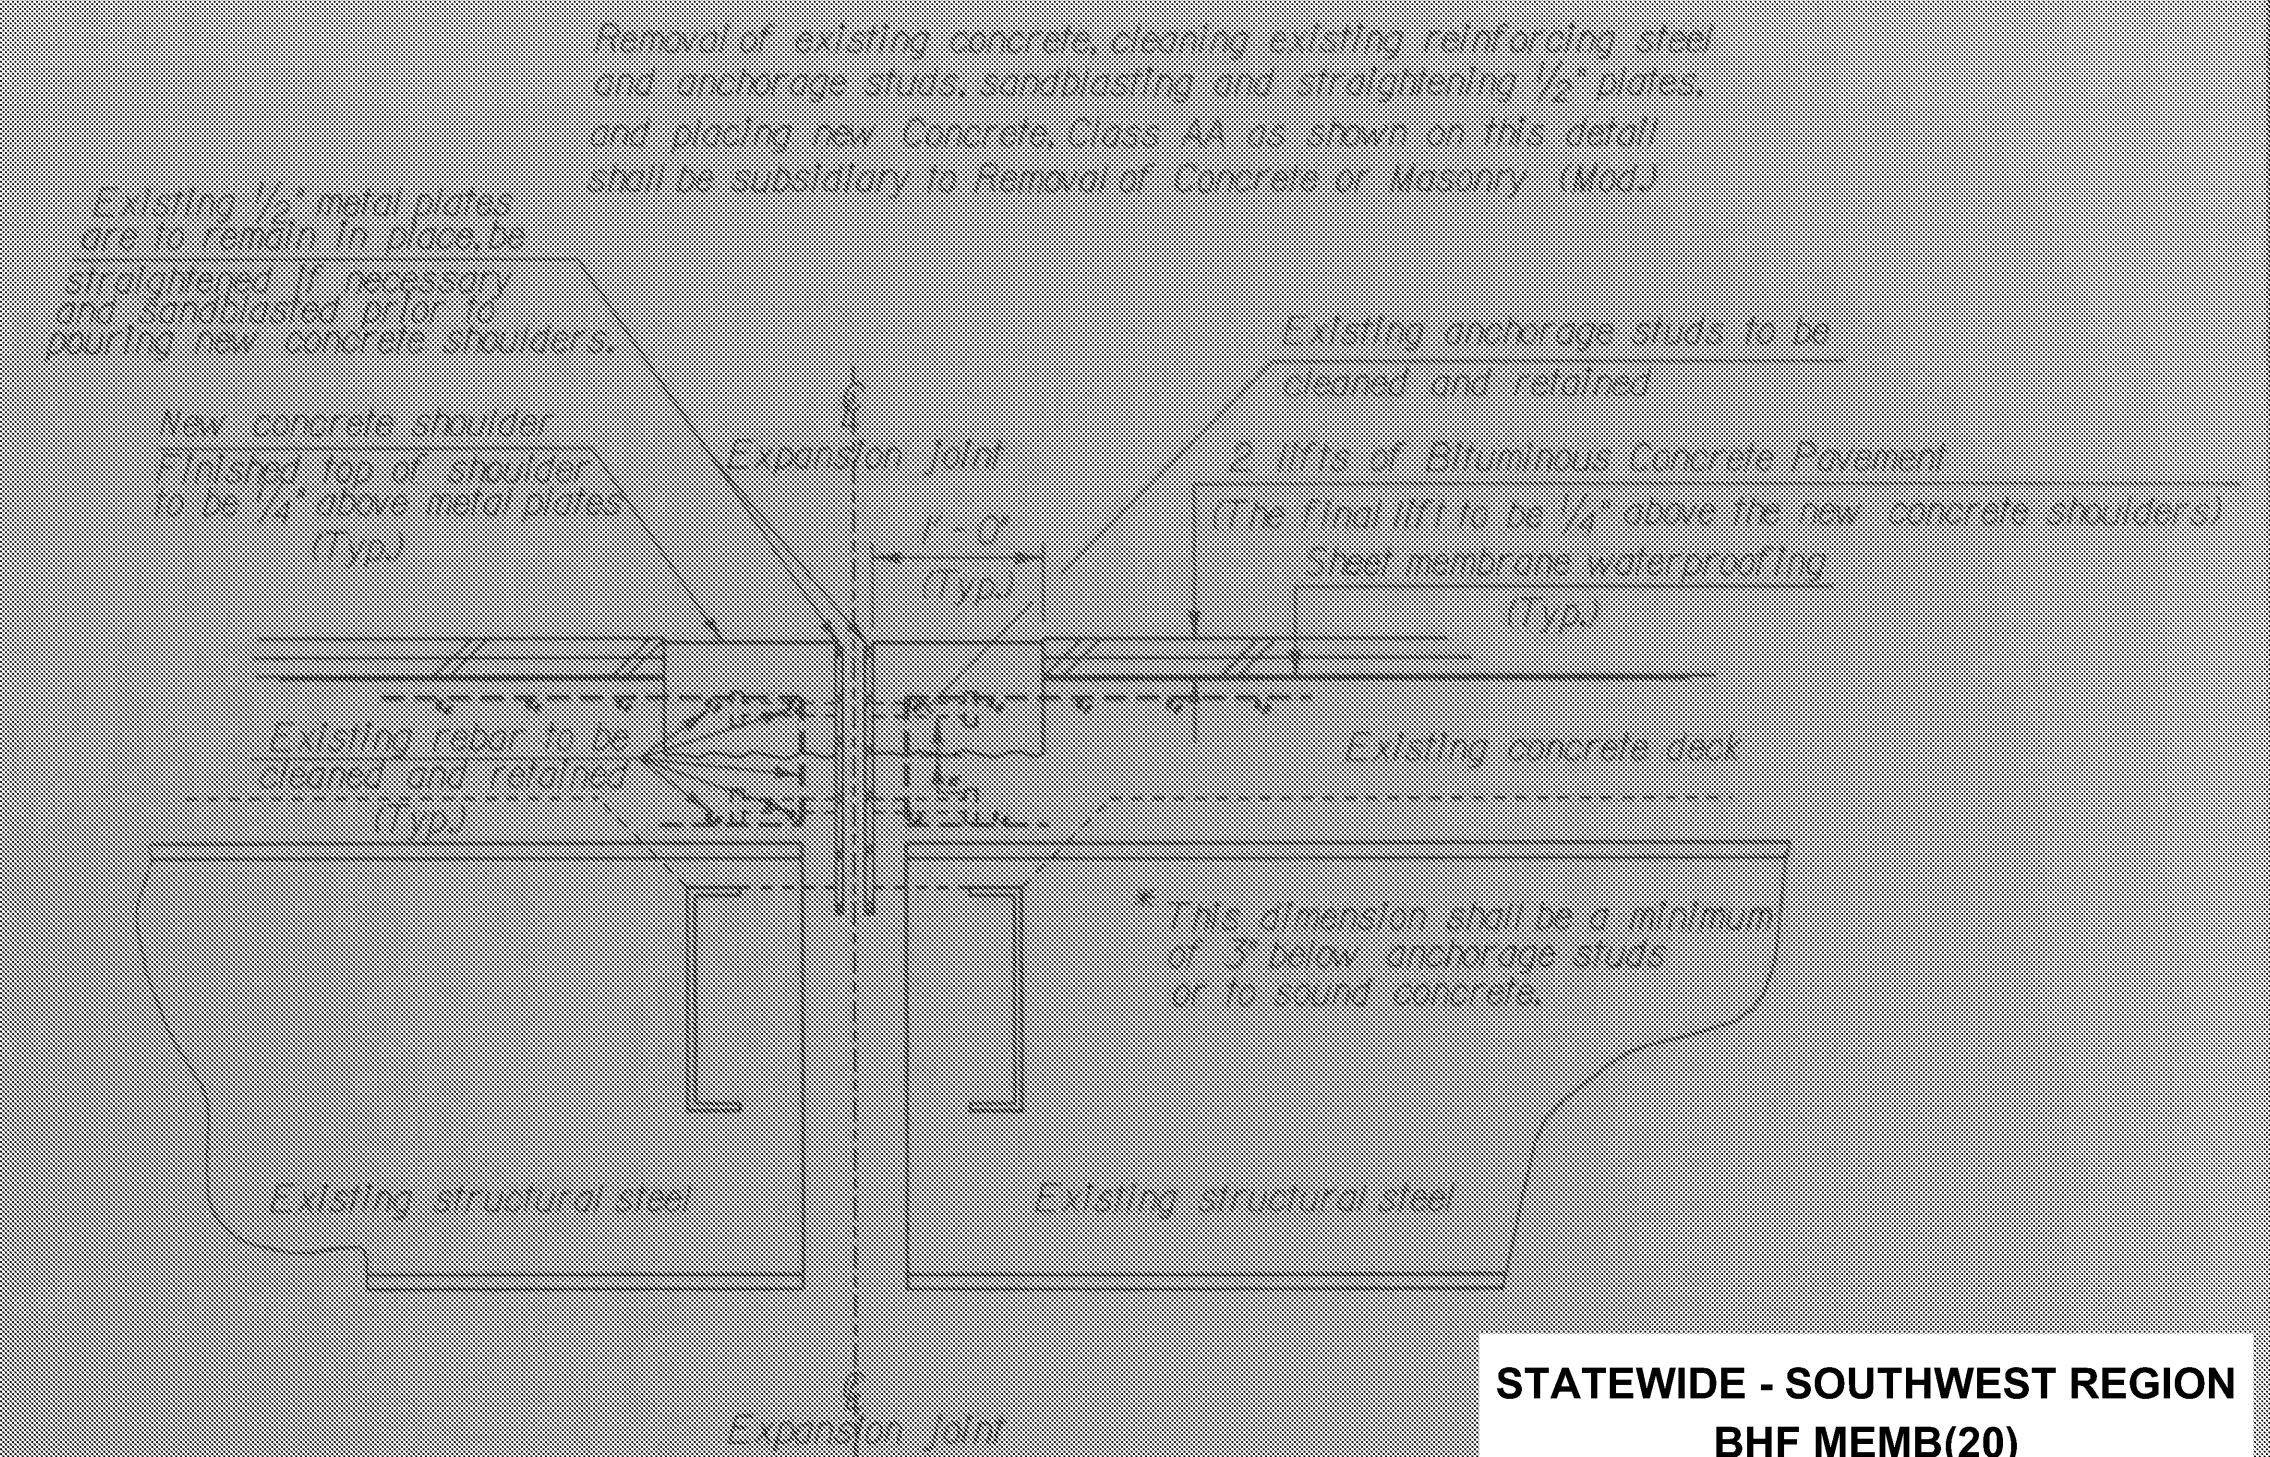 Removal of existing concrete, cleaning existing reinforcing steel
and anchorage studs, sandblasting and straightening 1/2" plates,
and placing new Concrete, Class AA as shown on this detail
shall be subsidiary to Removal of Concrete or Masonry (Mod.)
Existing 1/2" metal plates
are to remain in place, be
straightened if necessary
and sandblasted prior to
pouring new concrete shoulders.
Existing anchorage studs to be
cleaned and retained
New concrete shoulder
Finished top of shoulder
to be 1/4" above metal plates
(Typ.)
Expansion joint
2 lifts of Bituminous Concrete Pavement
(The final lift to be 1/4" above the new concrete shoulders)
1'-0"
(Typ.)
Sheet membrane waterproofing
(Typ.)
Existing rebar to be
cleaned and retained
(Typ.)
Existing concrete deck
* This dimension shall be a minimum
of 3" below anchorage studs
or to sound concrete.
Existing structural steel
Existing structural steel
Expansion joint
STATEWIDE - SOUTHWEST REGION
BHF MEMB(20)